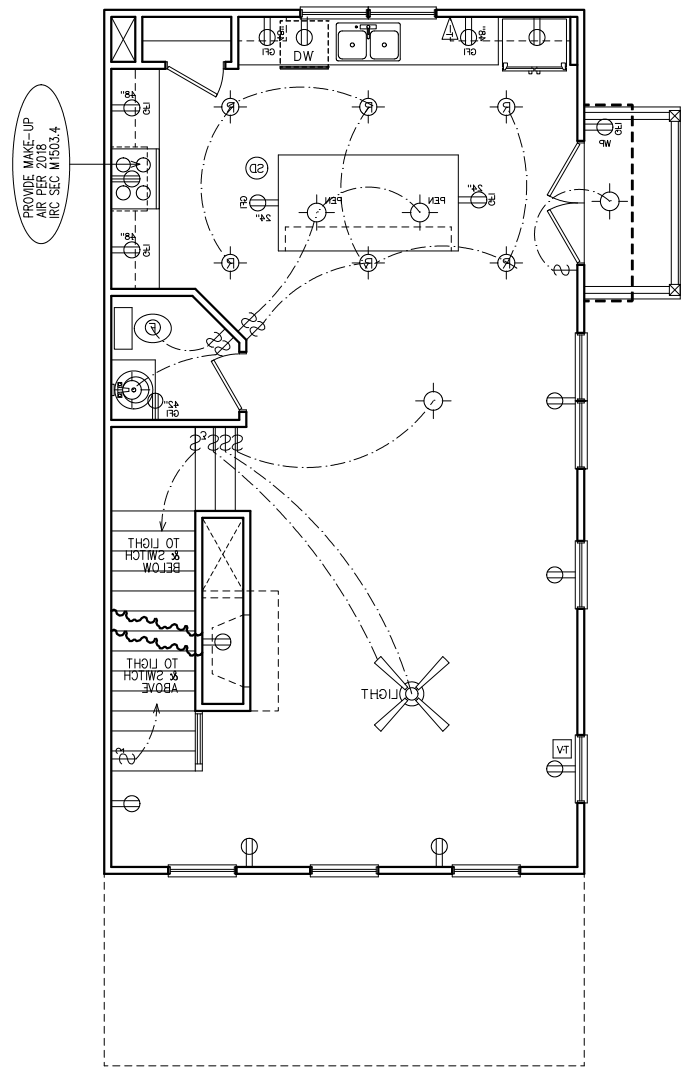 48"
GFI
DW
GFI
48"
GFI
PROVIDE MAKE-UP
AIR PER 2018
IRC SEC M1503.4
48"
GFI
R
R
R
WP
GFI
SD
GFI
24"
PEN
PEN
24"
GFI
GFI
48"
R
R
R
42"
GFI
3
TO LIGHT
& SWITCH
BELOW
TO LIGHT
& SWITCH
ABOVE
LIGHT
T-V
3